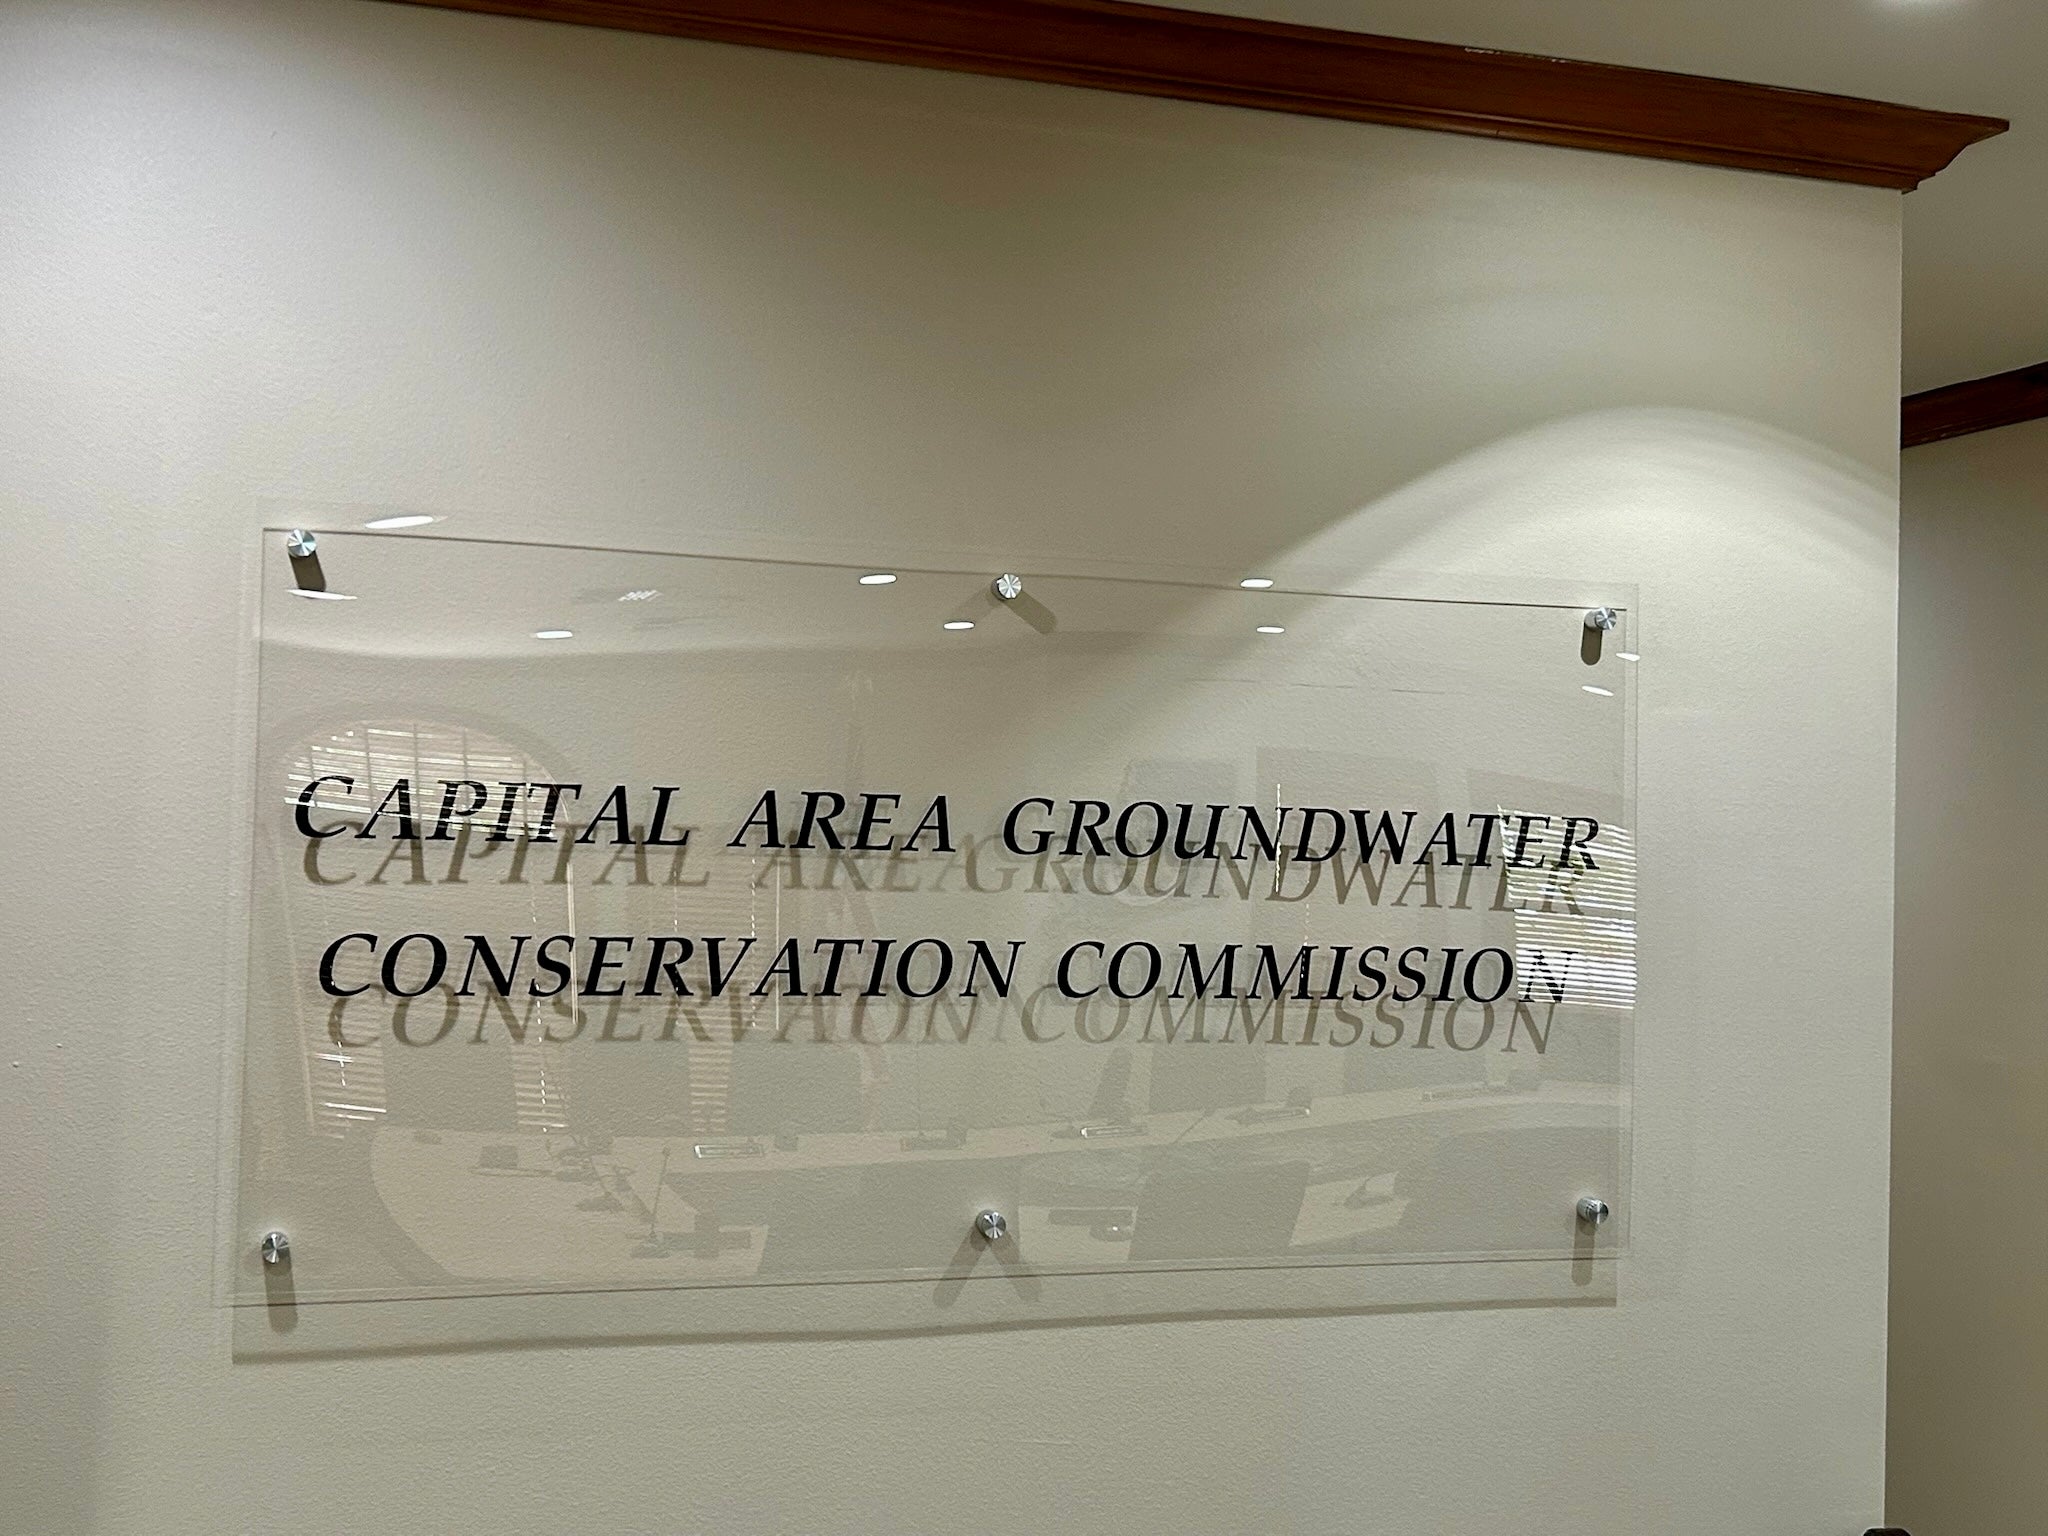 CAPITAL AREA GROUNDWATER
CONSERVATION COMMISSION